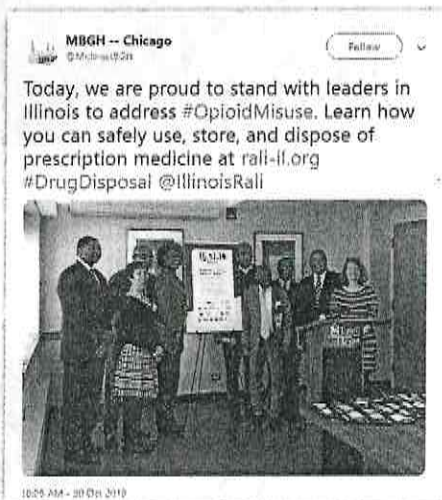 MBGH -- Chicago
Follow
Today, we are proud to stand with leaders in
Illinois to address #OpioidMisuse. Learn how
you can safely use, store, and dispose of
prescription medicine at rali-il.org
#DrugDisposal @IllinoisRali